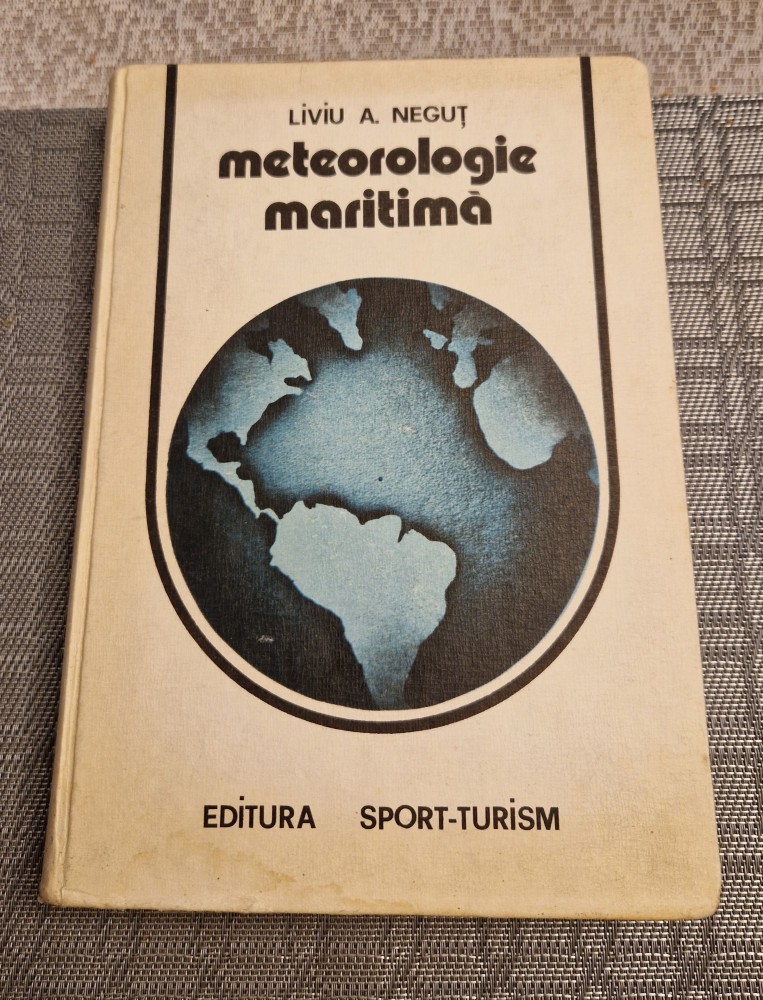 LiViU A. NEGUȚ
meteorologie
maritimă
EDiTURA SPORT-TURiSM